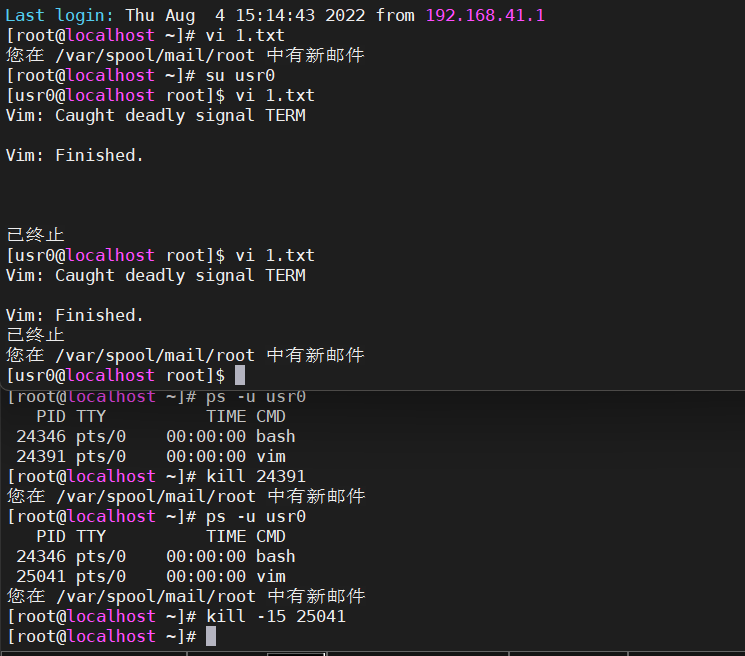 Last login: Thu Aug  4 15:14:43 2022 from 192.168.41.1
[root@localhost ~]# vi 1.txt
您在 /var/spool/mail/root 中有新邮件
[root@localhost ~]# su usr0
[usr0@localhost root]$ vi 1.txt
Vim: Caught deadly signal TERM
Vim: Finished.
已终止
[usr0@localhost root]$ vi 1.txt
Vim: Caught deadly signal TERM
Vim: Finished.
已终止
您在 /var/spool/mail/root 中有新邮件
[usr0@localhost root]$
[root@localhost ~]# ps -u usr0
   PID TTY          TIME CMD
 24346 pts/0    00:00:00 bash
 24391 pts/0    00:00:00 vim
[root@localhost ~]# kill 24391
您在 /var/spool/mail/root 中有新邮件
[root@localhost ~]# ps -u usr0
   PID TTY          TIME CMD
 24346 pts/0    00:00:00 bash
 25041 pts/0    00:00:00 vim
您在 /var/spool/mail/root 中有新邮件
[root@localhost ~]# kill -15 25041
[root@localhost ~]#